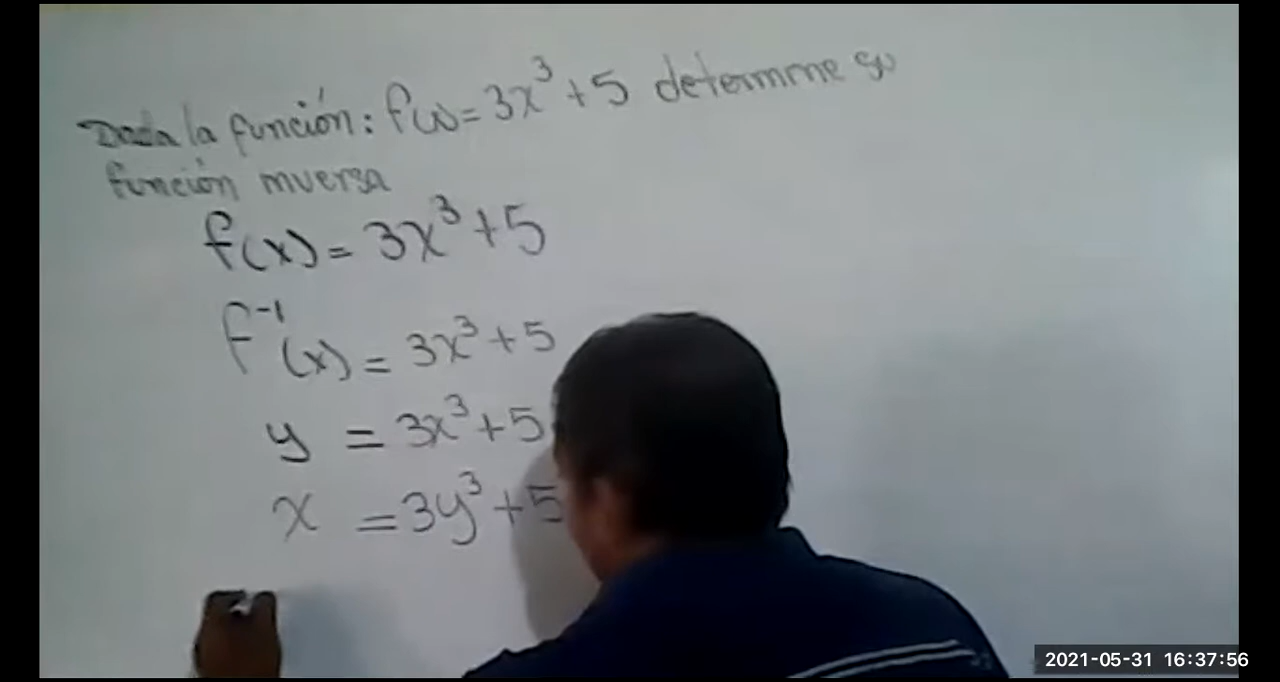 Dada la función: f(x) = 3x³ + 5 determine su
función inversa
f(x) = 3x³ + 5
f⁻¹(x) = 3x³ + 5
y = 3x³ + 5
x = 3y³ + 5
2021-05-31 16:37:56